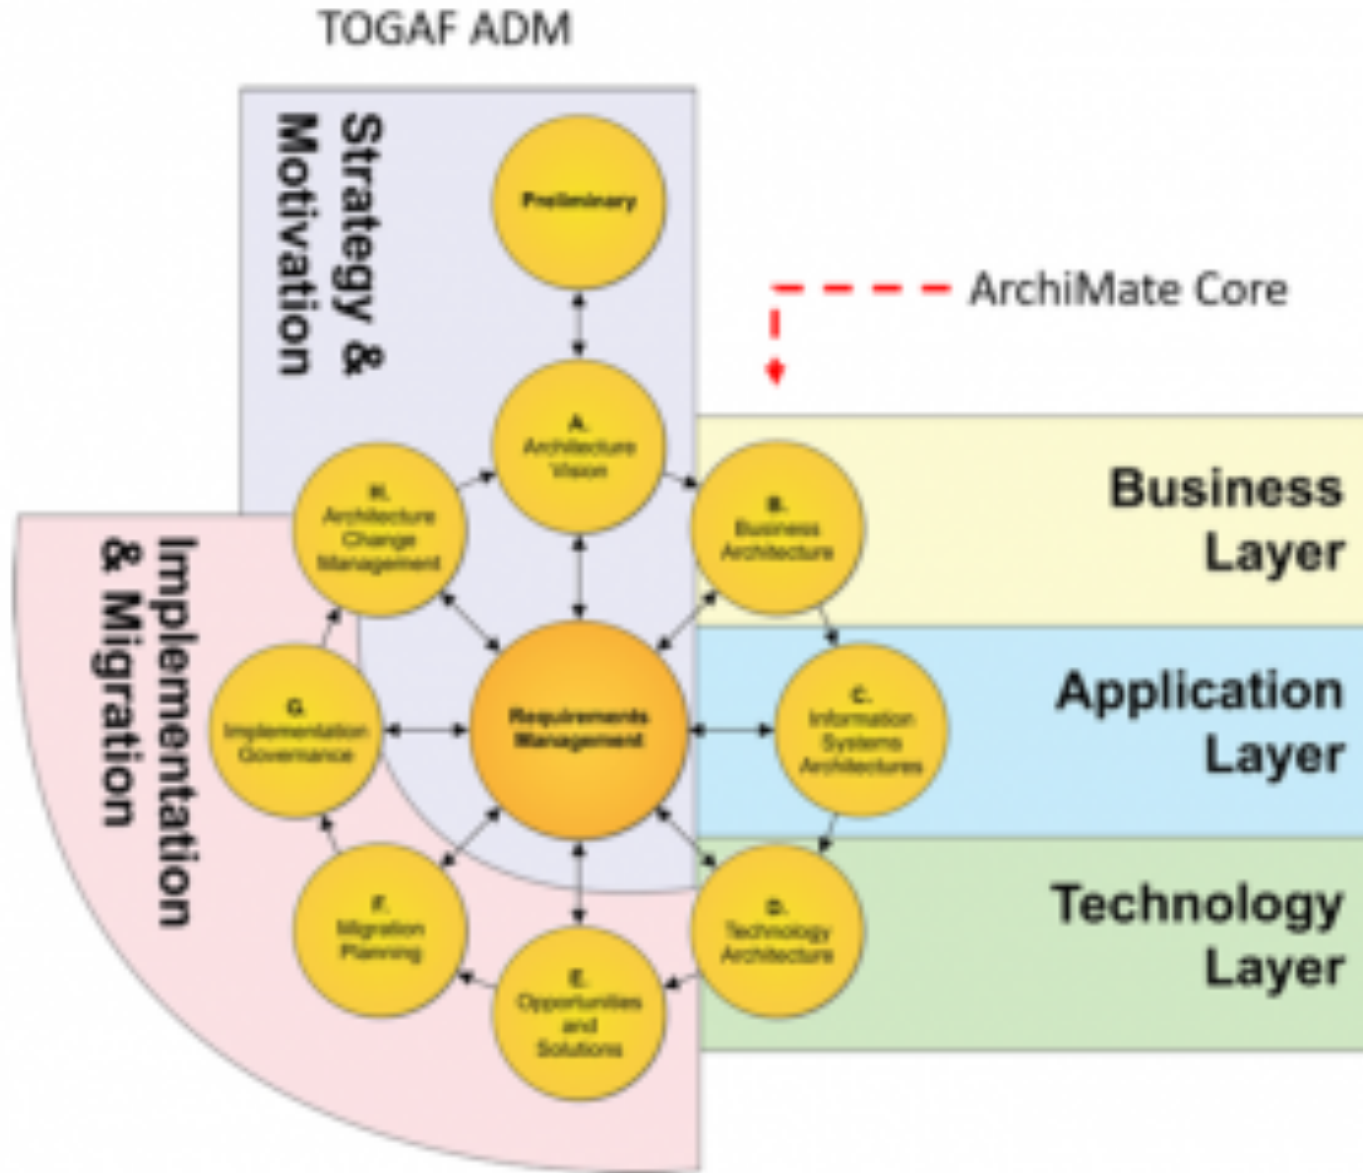 TOGAF ADM
Strategy &
Motivation
Preliminary
ArchiMate Core
A.
Architecture
Vision
H.
Architecture
Change
Management
B.
Business
Architecture
Business
Layer
Implementation
& Migration
G.
Implementation
Governance
Requirements
Management
C.
Information
Systems
Architectures
Application
Layer
F.
Migration
Planning
D.
Technology
Architecture
Technology
Layer
E.
Opportunities
and
Solutions